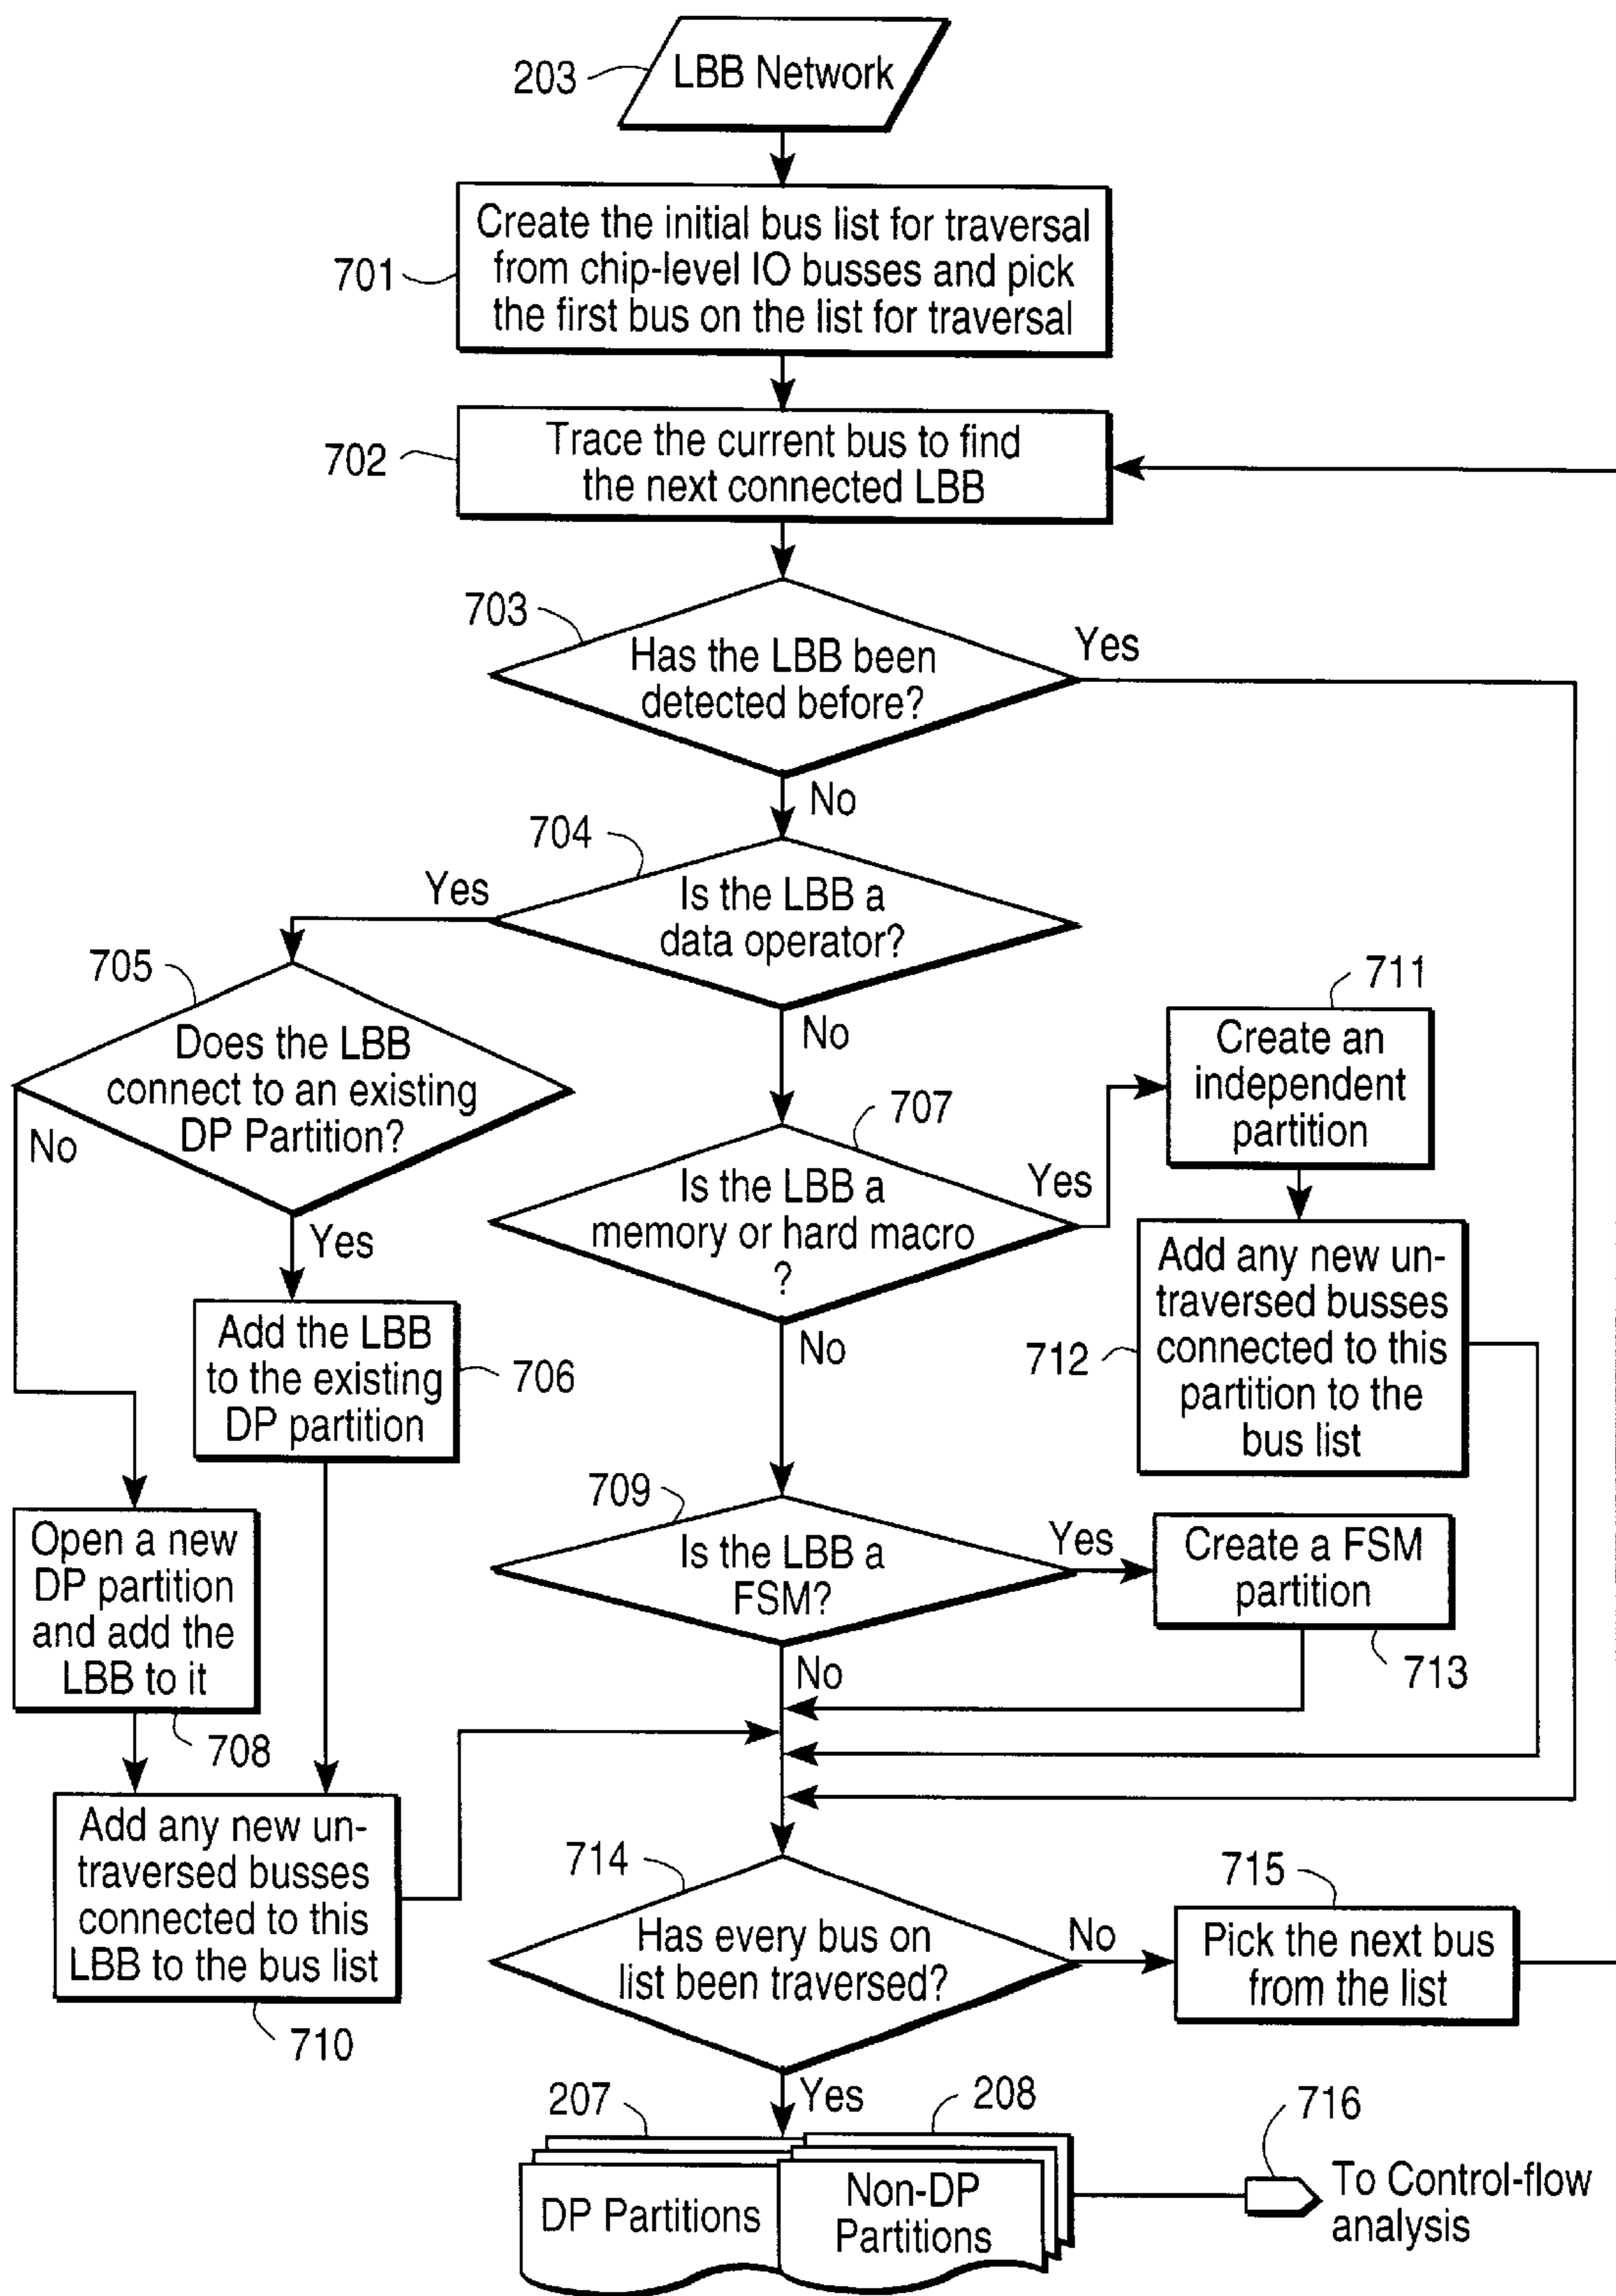 203
LBB Network
Create the initial bus list for traversal
from chip-level IO busses and pick
the first bus on the list for traversal
701
Trace the current bus to find
the next connected LBB
702
703
Has the LBB been
detected before?
Yes
No
704
Is the LBB a
data operator?
Yes
No
705
Does the LBB
connect to an existing
DP Partition?
No
Yes
Add the LBB
to the existing
DP partition
706
707
Is the LBB a
memory or hard macro
?
Yes
No
711
Create an
independent
partition
Add any new un-
traversed busses
connected to this
partition to the
bus list
712
709
Is the LBB a
FSM?
Yes
No
Create a FSM
partition
713
Open a new
DP partition
and add the
LBB to it
708
Add any new un-
traversed busses
connected to this
LBB to the bus list
710
714
Has every bus on
list been traversed?
No
Yes
715
Pick the next bus
from the list
207
208
DP Partitions
Non-DP
Partitions
716
To Control-flow
analysis